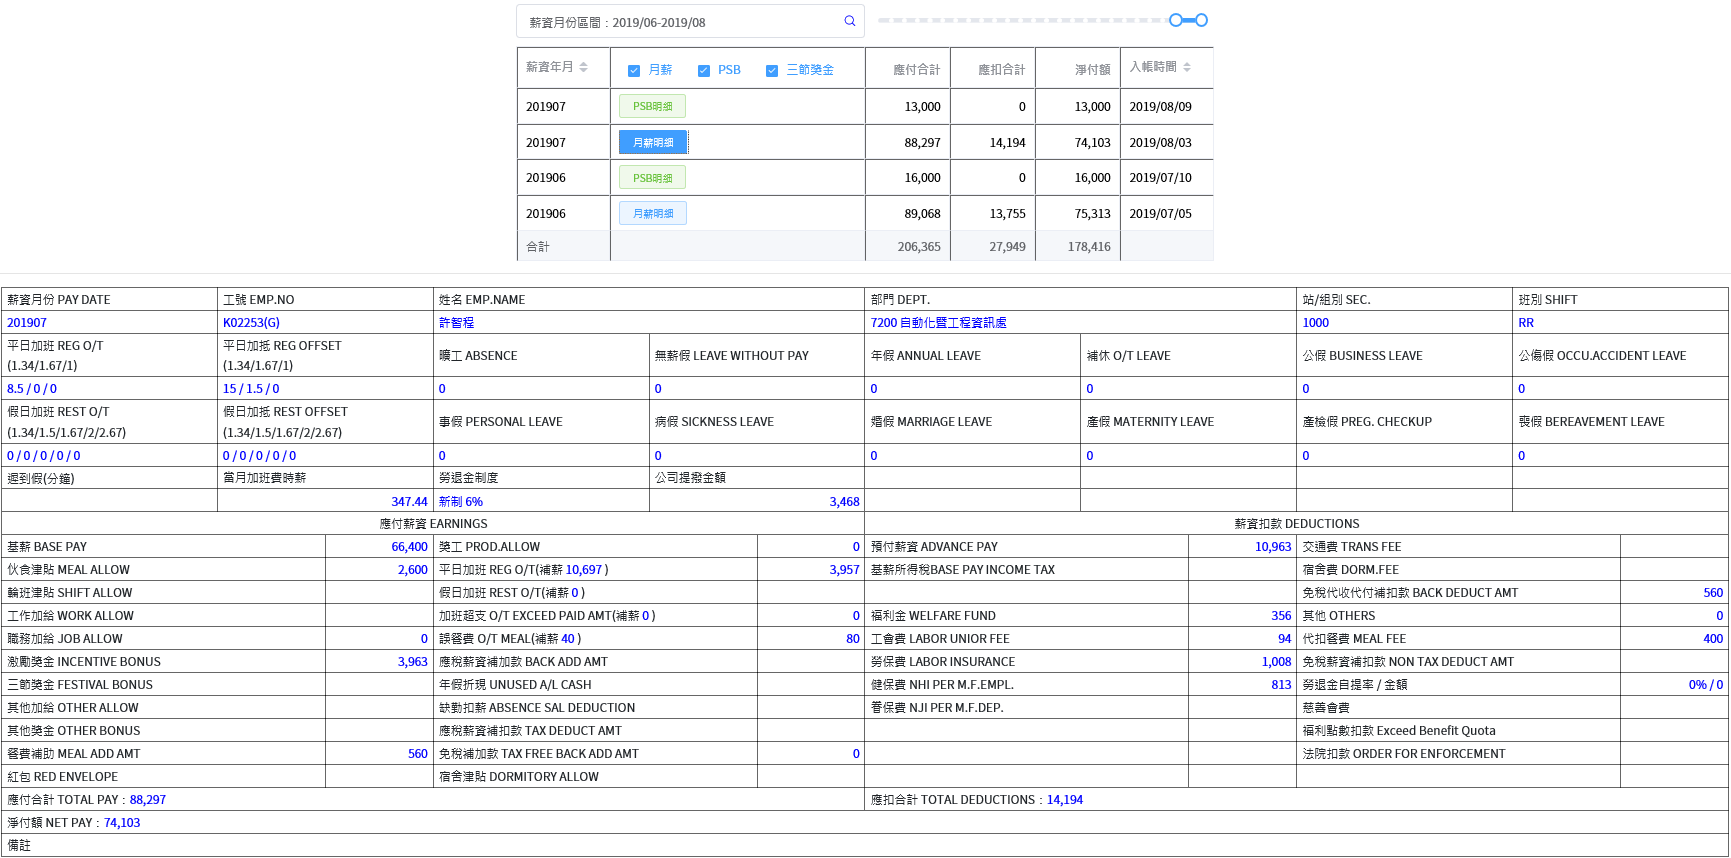 薪資月份區間：2019/06-2019/08
薪資年月 月薪 PSB 三節獎金 應付合計 應扣合計 淨付額 入帳時間
201907 PSB明細 13,000 0 13,000 2019/08/09
201907 月薪明細 88,297 14,194 74,103 2019/08/03
201906 PSB明細 16,000 0 16,000 2019/07/10
201906 月薪明細 89,068 13,755 75,313 2019/07/05
合計 206,365 27,949 178,416
薪資月份 PAY DATE 工號 EMP.NO 姓名 EMP.NAME 部門 DEPT. 站/組別 SEC. 班別 SHIFT
201907 K02253(G) 許智程 7200 自動化暨工程資訊處 1000 RR
平日加班 REG O/T 平日加抵 REG OFFSET
(1.34/1.67/1) (1.34/1.67/1) 曠工 ABSENCE 無薪假 LEAVE WITHOUT PAY 年假 ANNUAL LEAVE 補休 O/T LEAVE 公假 BUSINESS LEAVE 公傷假 OCCU.ACCIDENT LEAVE
8.5 / 0 / 0 15 / 1.5 / 0 0 0 0 0 0 0
假日加班 REST O/T 假日加抵 REST OFFSET
(1.34/1.5/1.67/2/2.67) (1.34/1.5/1.67/2/2.67) 事假 PERSONAL LEAVE 病假 SICKNESS LEAVE 婚假 MARRIAGE LEAVE 產假 MATERNITY LEAVE 產檢假 PREG. CHECKUP 喪假 BEREAVEMENT LEAVE
0 / 0 / 0 / 0 / 0 0 / 0 / 0 / 0 / 0 0 0 0 0 0 0
遲到假(分鐘) 當月加班費時薪 勞退金制度 公司提撥金額
347.44 新制 6% 3,468
應付薪資 EARNINGS 薪資扣款 DEDUCTIONS
基薪 BASE PAY 66,400 獎工 PROD.ALLOW 0 預付薪資 ADVANCE PAY 10,963 交通費 TRANS FEE
伙食津貼 MEAL ALLOW 2,600 平日加班 REG O/T(補薪 10,697 ) 3,957 基薪所得稅BASE PAY INCOME TAX 宿舍費 DORM.FEE
輪班津貼 SHIFT ALLOW 假日加班 REST O/T(補薪 0 ) 免稅代收代付補扣款 BACK DEDUCT AMT 560
工作加給 WORK ALLOW 加班超支 O/T EXCEED PAID AMT(補薪 0 ) 0 福利金 WELFARE FUND 356 其他 OTHERS 0
職務加給 JOB ALLOW 0 誤餐費 O/T MEAL(補薪 40 ) 80 工會費 LABOR UNIOR FEE 94 代扣餐費 MEAL FEE 400
激勵獎金 INCENTIVE BONUS 3,963 應稅薪資補加款 BACK ADD AMT 勞保費 LABOR INSURANCE 1,008 免稅薪資補扣款 NON TAX DEDUCT AMT
三節獎金 FESTIVAL BONUS 年假折現 UNUSED A/L CASH 健保費 NHI PER M.F.EMPL. 813 勞退金自提率 / 金額 0% / 0
其他加給 OTHER ALLOW 缺勤扣薪 ABSENCE SAL DEDUCTION 眷保費 NJI PER M.F.DEP. 慈善會費
其他獎金 OTHER BONUS 應稅薪資補扣款 TAX DEDUCT AMT 福利點數扣款 Exceed Benefit Quota
餐費補助 MEAL ADD AMT 560 免稅補加款 TAX FREE BACK ADD AMT 0 法院扣款 ORDER FOR ENFORCEMENT
紅包 RED ENVELOPE 宿舍津貼 DORMITORY ALLOW
應付合計 TOTAL PAY：88,297 應扣合計 TOTAL DEDUCTIONS：14,194
淨付額 NET PAY：74,103
備註